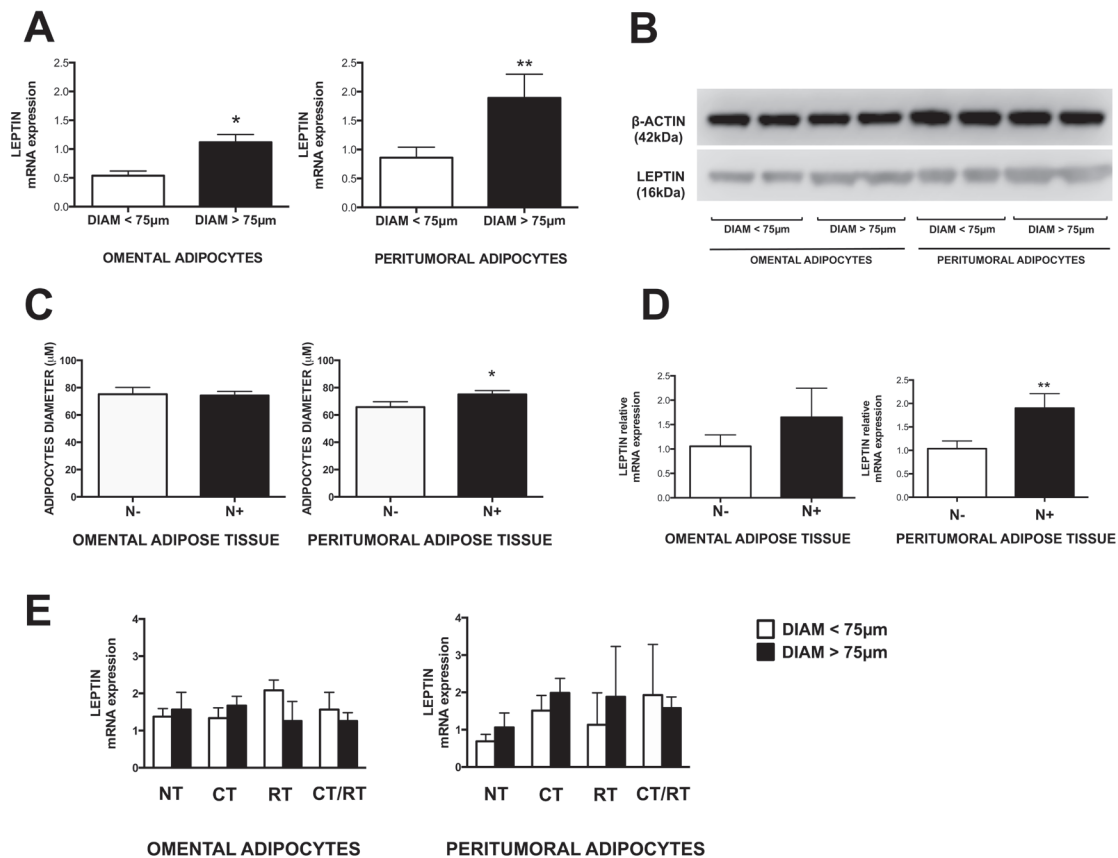 A
LEPTIN
mRNA expression
2.5
2.0
1.5
1.0
0.5
0.0
*
DIAM < 75µm
DIAM > 75µm
OMENTAL ADIPOCYTES
LEPTIN
mRNA expression
2.5
2.0
1.5
1.0
0.5
0.0
**
DIAM < 75µm
DIAM > 75µm
PERITUMORAL ADIPOCYTES
B
β-ACTIN
(42kDa)
LEPTIN
(16kDa)
DIAM < 75µm
DIAM > 75µm
DIAM < 75µm
DIAM > 75µm
OMENTAL ADIPOCYTES
PERITUMORAL ADIPOCYTES
C
ADIPOCYTES DIAMETER (µM)
100
80
60
40
20
0
N-
N+
OMENTAL ADIPOSE TISSUE
ADIPOCYTES DIAMETER (µM)
100
80
60
40
20
0
*
N-
N+
PERITUMORAL ADIPOSE TISSUE
D
LEPTIN relative
mRNA expression
2.5
2.0
1.5
1.0
0.5
0.0
N-
N+
OMENTAL ADIPOSE TISSUE
LEPTIN relative
mRNA expression
2.5
2.0
1.5
1.0
0.5
0.0
**
N-
N+
PERITUMORAL ADIPOSE TISSUE
E
LEPTIN
mRNA expression
4
3
2
1
0
NT
CT
RT
CT/RT
OMENTAL ADIPOCYTES
LEPTIN
mRNA expression
4
3
2
1
0
NT
CT
RT
CT/RT
PERITUMORAL ADIPOCYTES
DIAM < 75µm
DIAM > 75µm